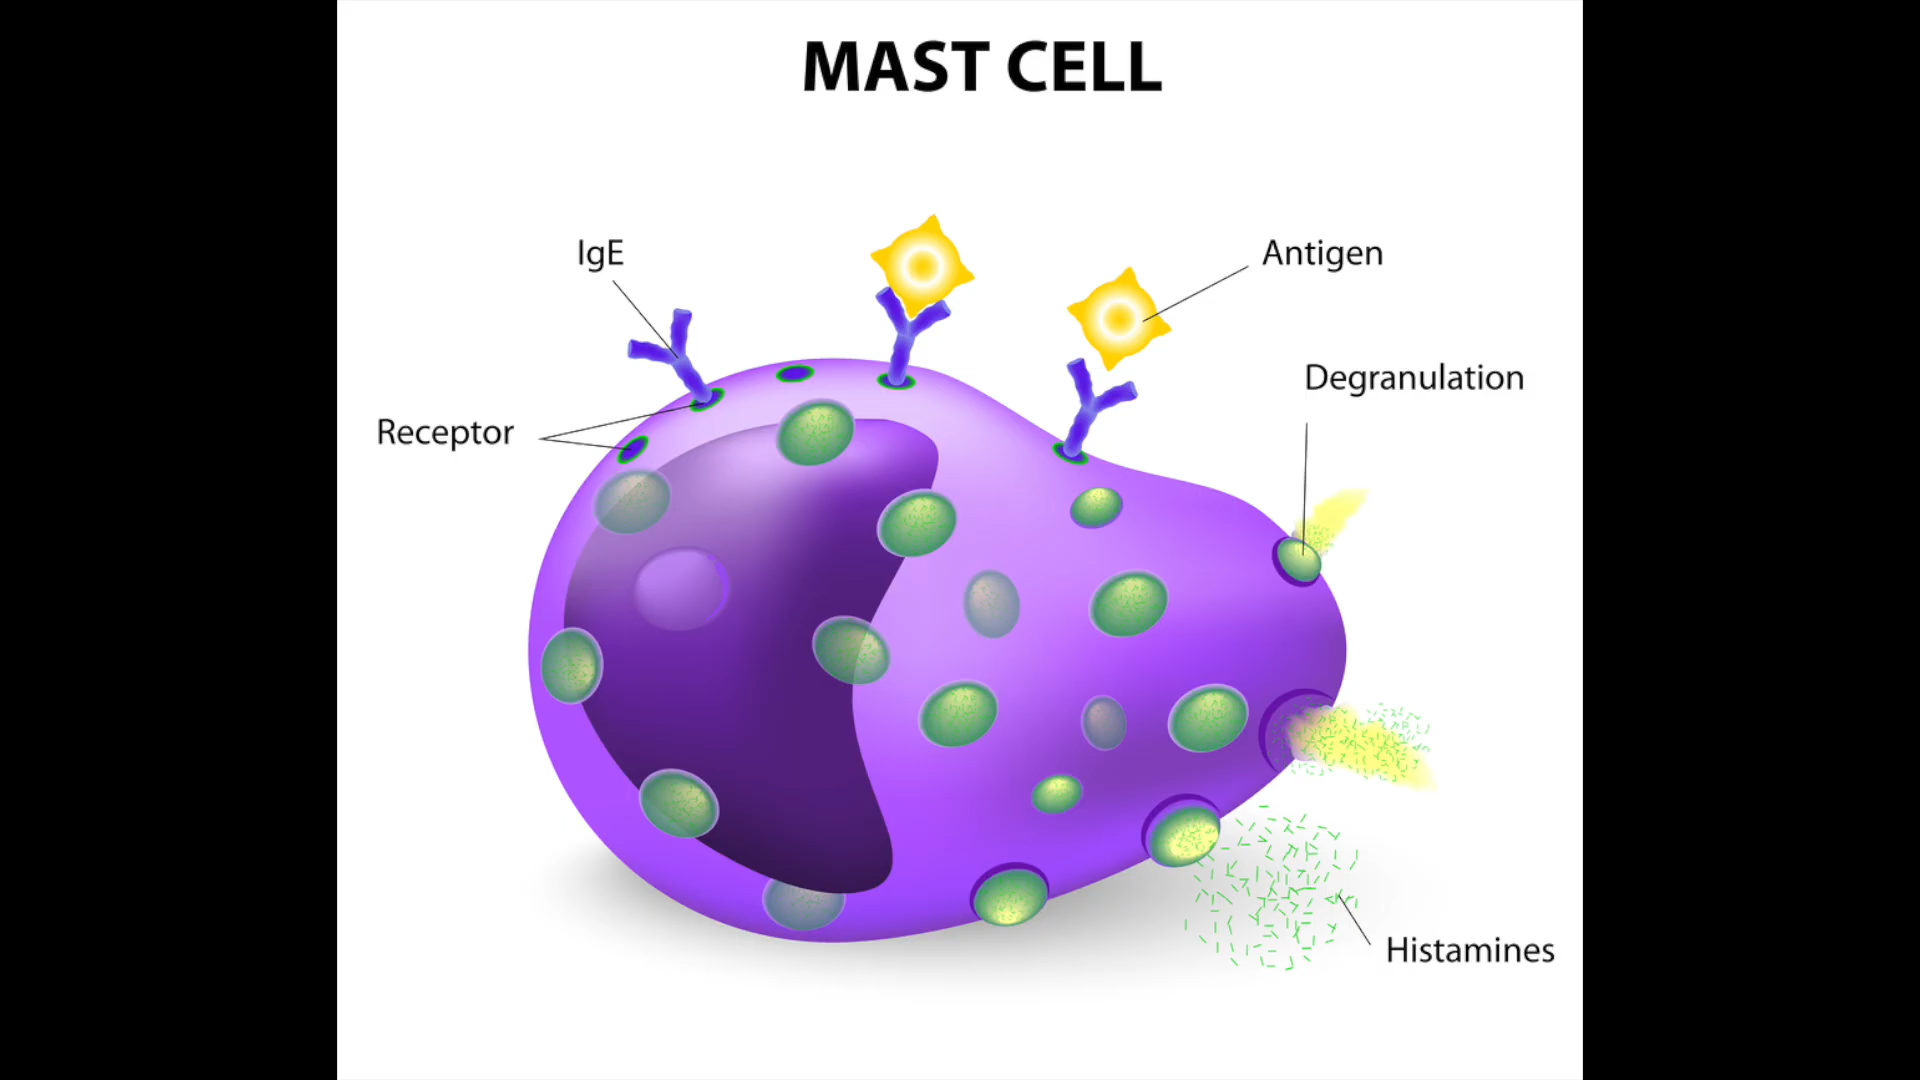 MAST CELL
IgE
Antigen
Degranulation
Receptor
Histamines